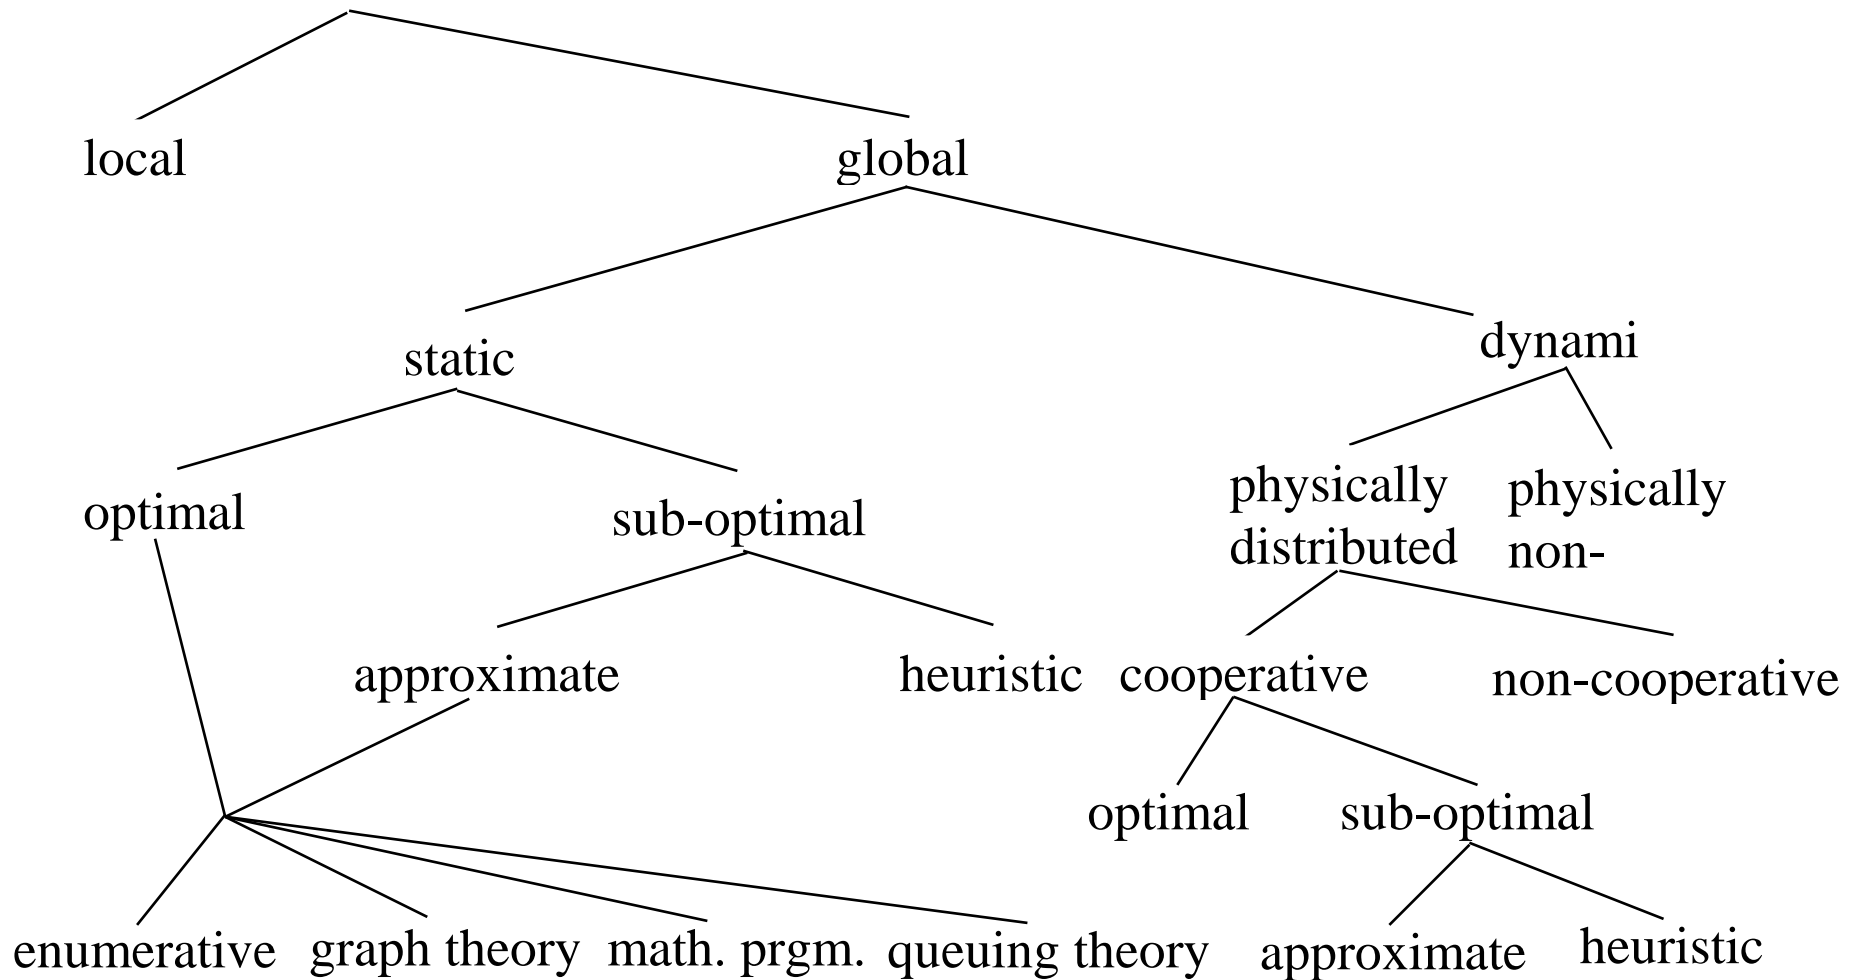 local
global
static
dynami
optimal
sub-optimal
physically
distributed
physically
non-
approximate
heuristic
cooperative
non-cooperative
optimal
sub-optimal
enumerative
graph theory
math. prgm.
queuing theory
approximate
heuristic